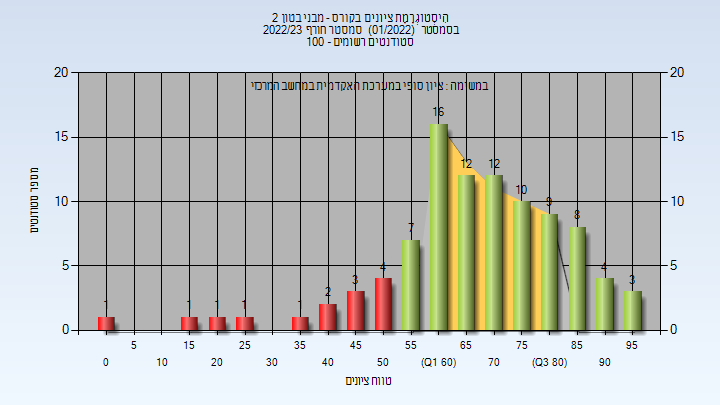 הִיסְטוֹגְרָמַת ציונים בקורס - מבני בטון 2
בסמסטר (01/2022) סמסטר חורף 2022/23
סטודנטים רשומים - 100
במשימה : ציון סופי במערכת האקדמית במחשב המרכזי
מספר סטודנטים
20 20
15 15
10 10
5 5
0 0
1 1 1 1 1 2 3 4 7 16 12 12 10 9 8 4 3
5 15 25 35 45 55 65 75 85 95
0 10 20 30 40 50 (Q1 60) 70 (Q3 80) 90
טווח ציונים